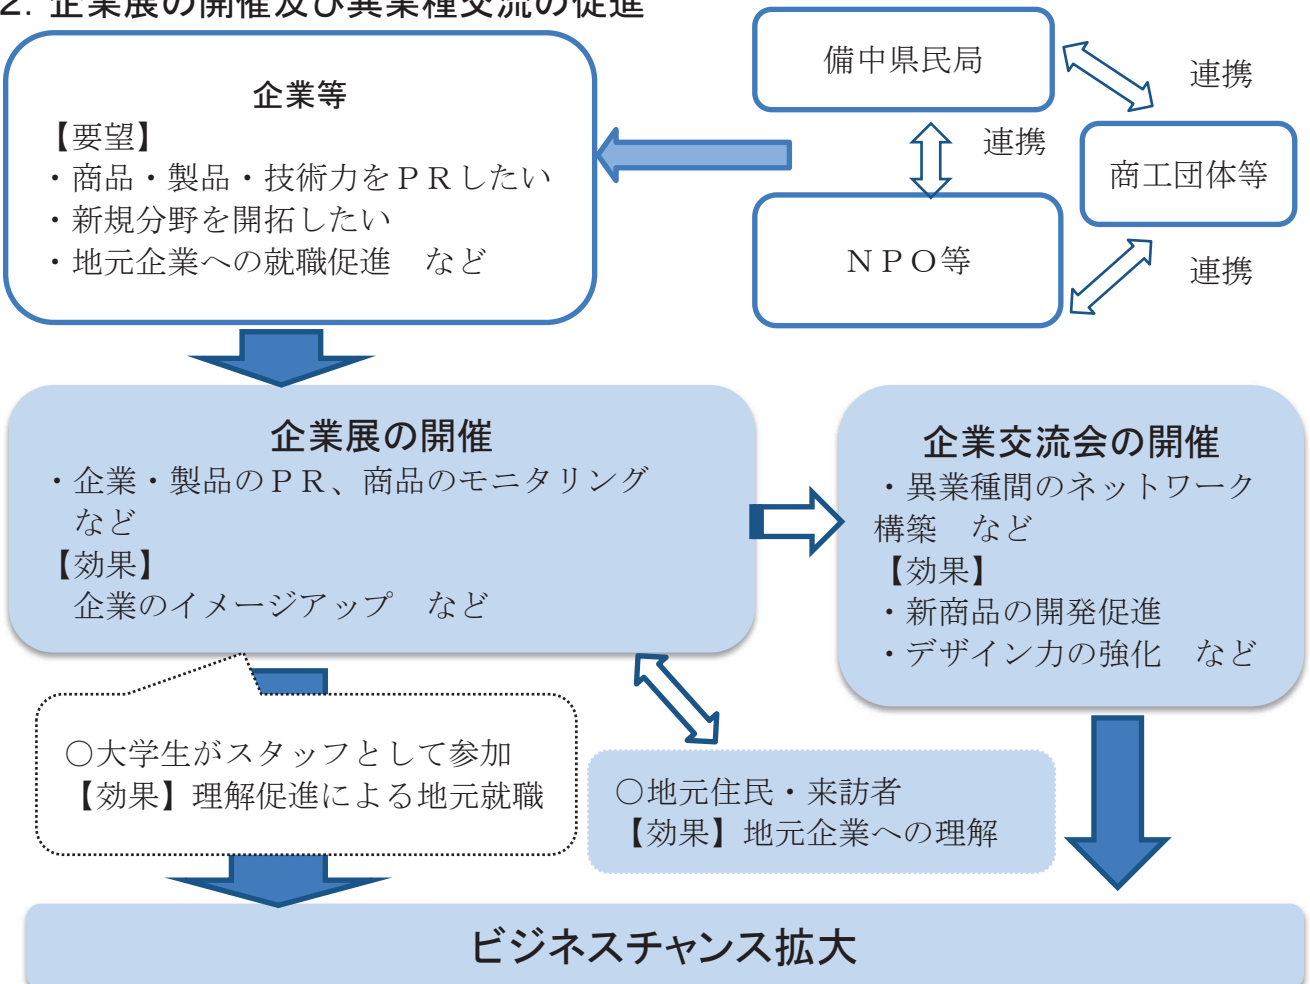 2．企業展の開催及び異業種交流の促進
企業等
【要望】
・商品・製品・技術力をＰＲしたい
・新規分野を開拓したい
・地元企業への就職促進　など
備中県民局
連携
連携
商工団体等
ＮＰＯ等
連携
企業展の開催
・企業・製品のＰＲ、商品のモニタリング
など
【効果】
企業のイメージアップ　など
企業交流会の開催
・異業種間のネットワーク
構築　など
【効果】
・新商品の開発促進
・デザイン力の強化　など
○大学生がスタッフとして参加
【効果】理解促進による地元就職
○地元住民・来訪者
【効果】地元企業への理解
ビジネスチャンス拡大